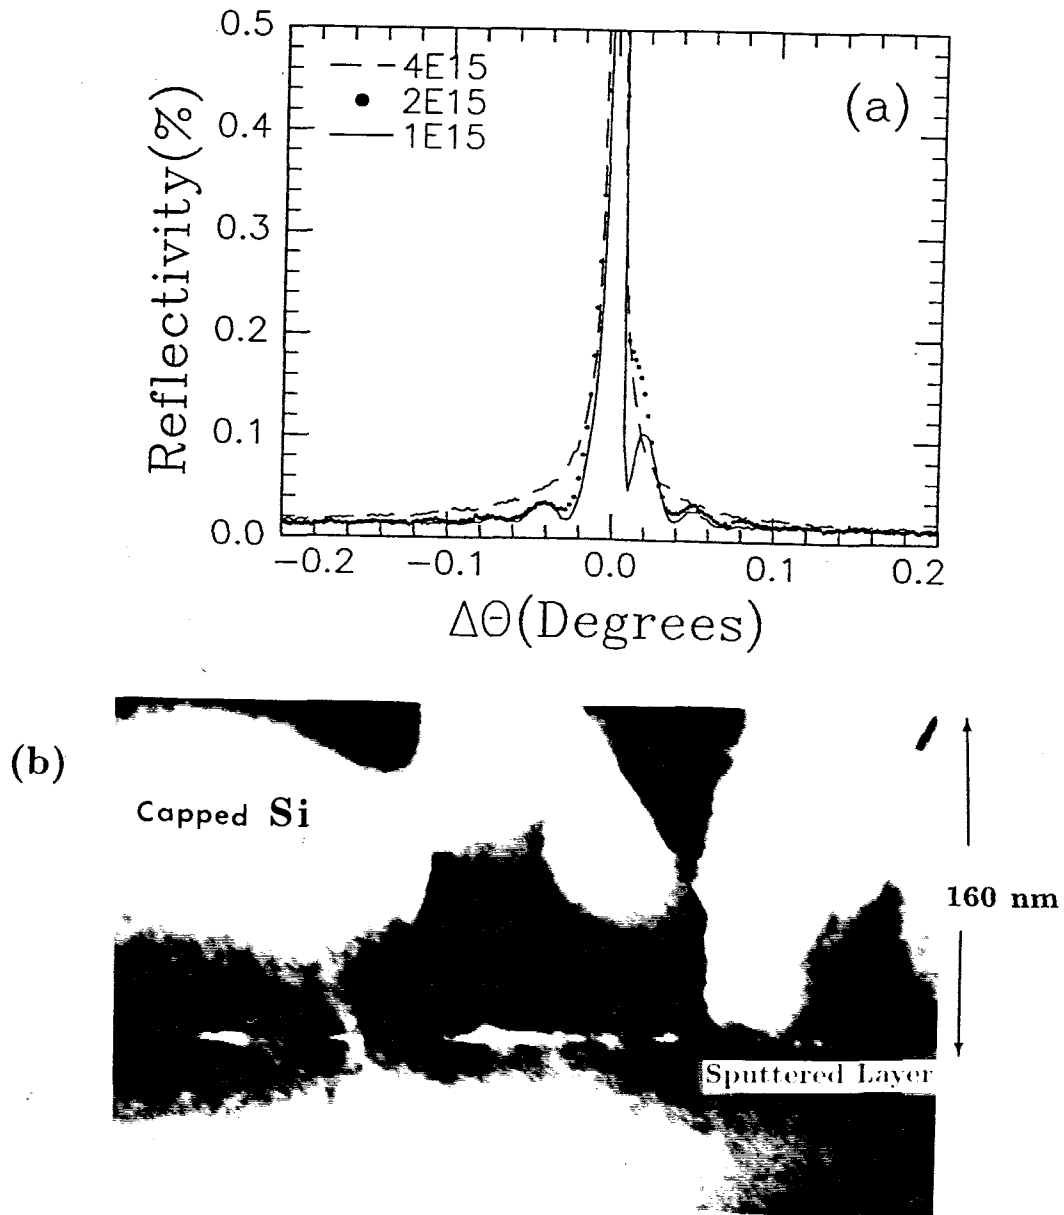 0.5
— — 4E15
(a)
• 2E15
0.4
—— 1E15
0.3
0.2
0.1
0.0
Reflectivity(%)
−0.2 −0.1 0.0 0.1 0.2
ΔΘ(Degrees)
(b)
Capped Si
160 nm
Sputtered Layer